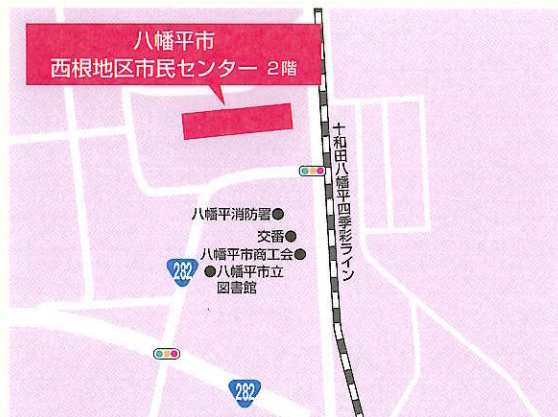 八幡平市
西根地区市民センター 2階
十和田八幡平四季彩ライン
八幡平消防署
交番
八幡平市商工会
八幡平市立
図書館
282
282